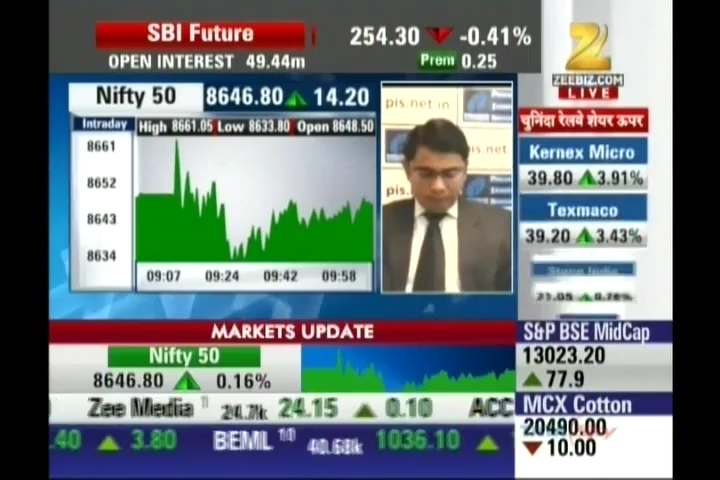 SBI Future
254.30 -0.41%
OPEN INTEREST 49.44m
Prem 0.25
Z
ZEEBIZ.COM
LIVE
Nifty 50 8646.80 14.20
Intraday High 8661.05 Low 8633.80 Open 8648.50
8661
8652
8643
8634
09:07 09:24 09:42 09:58
pis.net.in
pis.net
pis.
चुनिंदा रेलवे शेयर ऊपर
Kernex Micro
39.80 3.91%
Texmaco
39.20 3.43%
MARKETS UPDATE
Nifty 50
8646.80 0.16%
S&P BSE MidCap
13023.20
77.9
MCX Cotton
20490.00
10.00
Zee Media 24.7k 24.15 0.10 ACC
.40 3.80 BEML 40.68k 1036.10